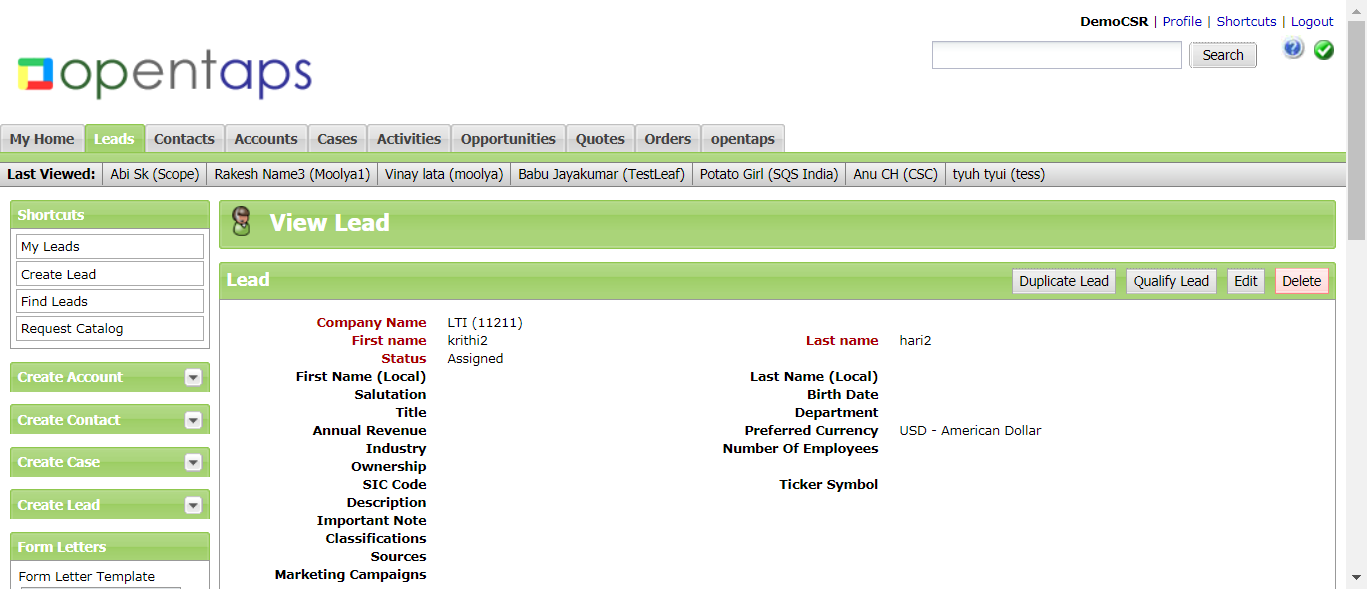 DemoCSR | Profile | Shortcuts | Logout
opentaps
Search
?
My Home Leads Contacts Accounts Cases Activities Opportunities Quotes Orders opentaps
Last Viewed: Abi Sk (Scope) Rakesh Name3 (Moolya1) Vinay lata (moolya) Babu Jayakumar (TestLeaf) Potato Girl (SQS India) Anu CH (CSC) tyuh tyui (tess)
Shortcuts
My Leads
Create Lead
Find Leads
Request Catalog
Create Account
Create Contact
Create Case
Create Lead
Form Letters
Form Letter Template
View Lead
Lead Duplicate Lead Qualify Lead Edit Delete
Company Name LTI (11211)
First name krithi2 Last name hari2
Status Assigned
First Name (Local) Last Name (Local)
Salutation Birth Date
Title Department
Annual Revenue Preferred Currency USD - American Dollar
Industry Number Of Employees
Ownership
SIC Code Ticker Symbol
Description
Important Note
Classifications
Sources
Marketing Campaigns